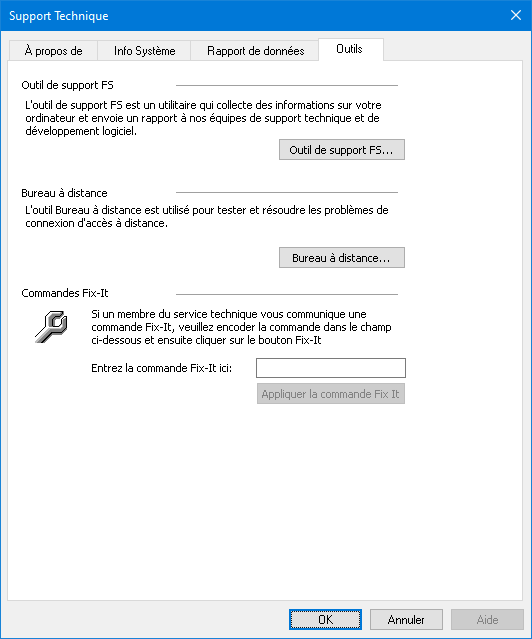 Support Technique
À propos de
Info Système
Rapport de données
Outils
Outil de support FS
L'outil de support FS est un utilitaire qui collecte des informations sur votre
ordinateur et envoie un rapport à nos équipes de support technique et de
développement logiciel.
Outil de support FS...
Bureau à distance
L'outil Bureau à distance est utilisé pour tester et résoudre les problèmes de
connexion d'accès à distance.
Bureau à distance...
Commandes Fix-It
Si un membre du service technique vous communique une
commande Fix-It, veuillez encoder la commande dans le champ
ci-dessous et ensuite cliquer sur le bouton Fix-It
Entrez la commande Fix-It ici:
Appliquer la commande Fix It
OK
Annuler
Aide